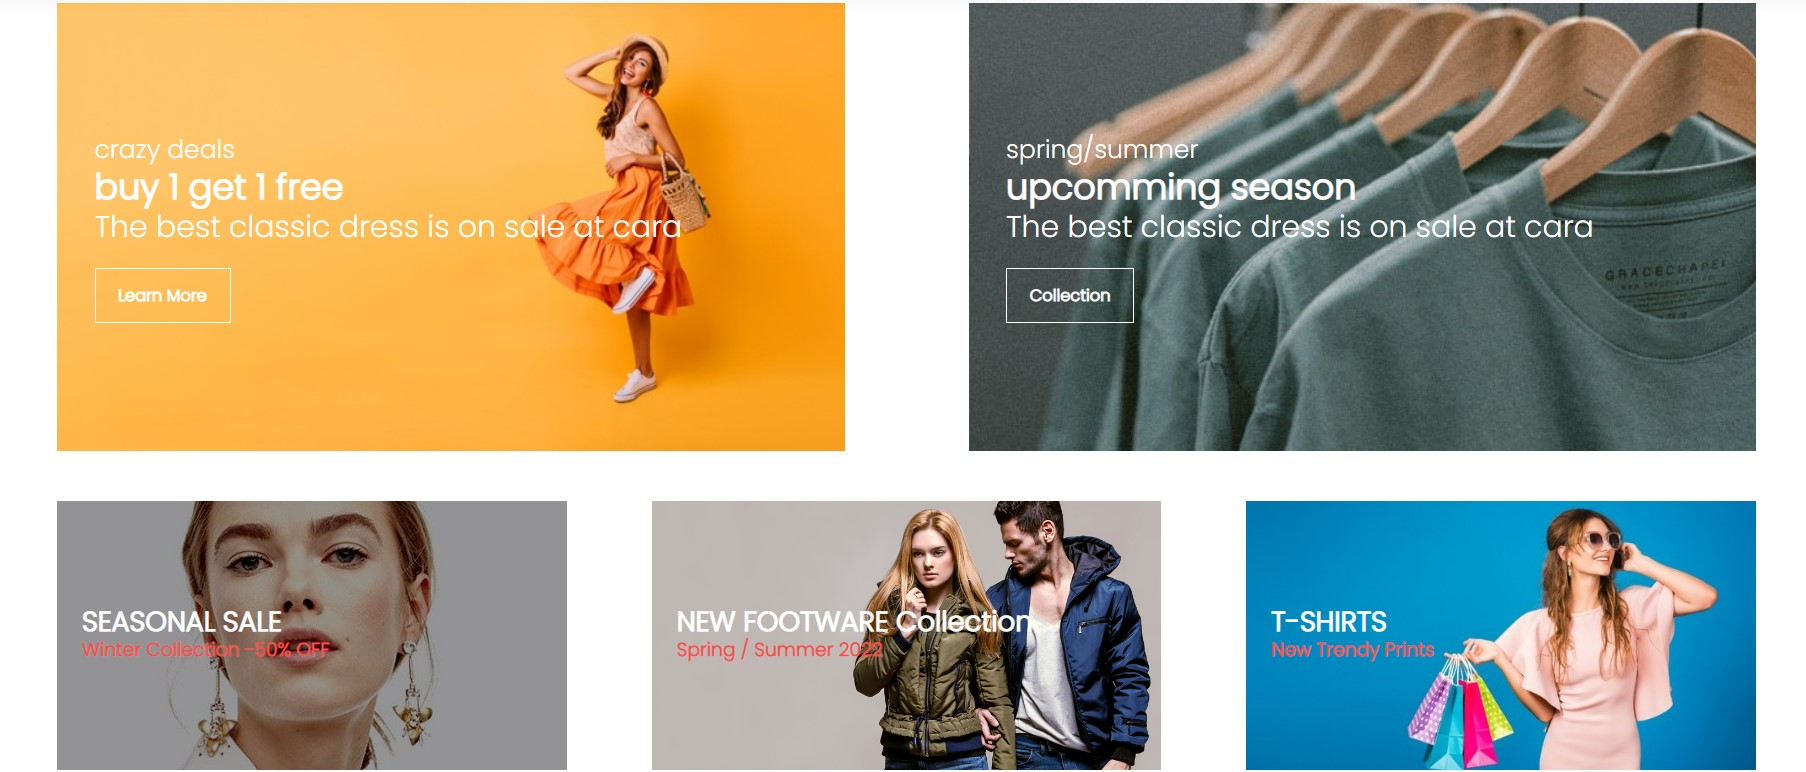 crazy deals
buy 1 get 1 free
The best classic dress is on sale at cara
Learn More
spring/summer
upcomming season
The best classic dress is on sale at cara
Collection
GRACECHAPEL
SEASONAL SALE
Winter Collection -50% OFF
NEW FOOTWARE Collection
Spring / Summer 2022
T-SHIRTS
New Trendy Prints